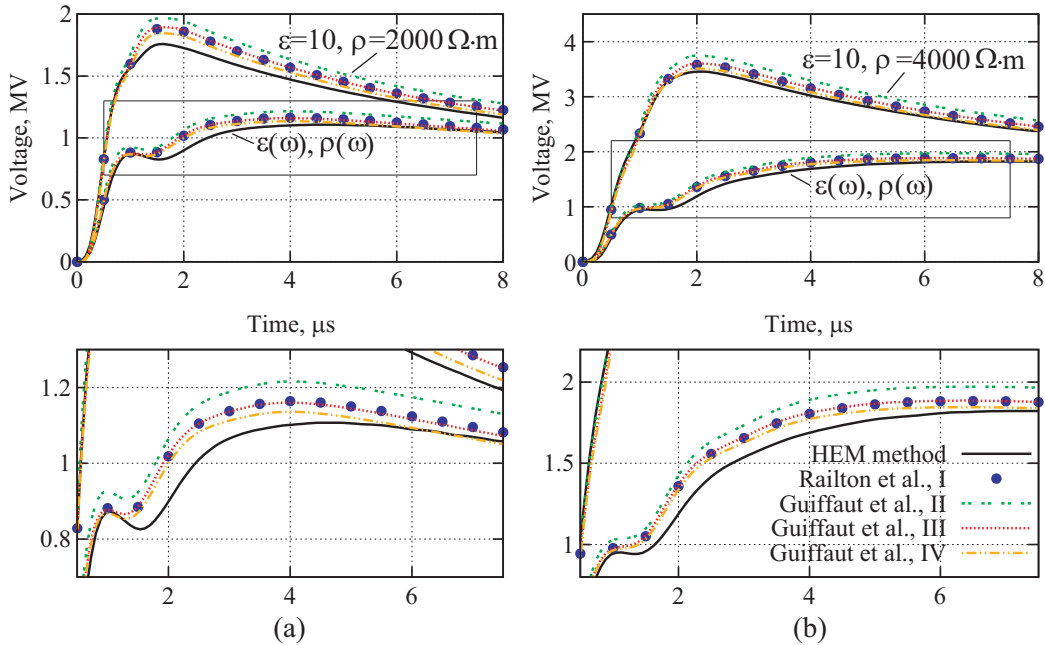 Voltage, MV
2
1.5
1
0.5
0
0 2 4 6 8
ε=10, ρ=2000 Ω·m
ε(ω), ρ(ω)
Time, μs
Voltage, MV
4
3
2
1
0
0 2 4 6 8
ε=10, ρ=4000 Ω·m
ε(ω), ρ(ω)
Time, μs
1.2
1
0.8
2 4 6
(a)
2
1.5
1
2 4 6
HEM method
Railton et al., I
Guiffaut et al., II
Guiffaut et al., III
Guiffaut et al., IV
(b)